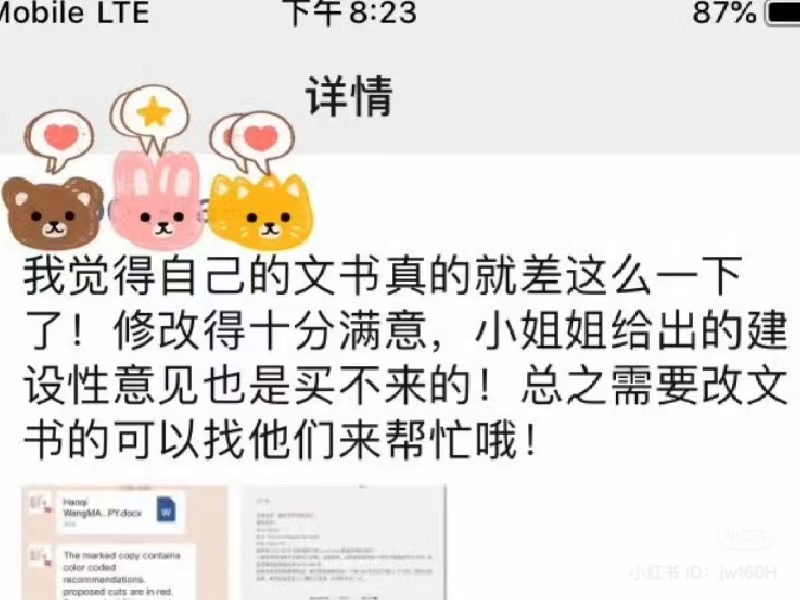 Mobile LTE 下午8:23 87%
详情
我觉得自己的文书真的就差这么一下
了！修改得十分满意，小姐姐给出的建
设性意见也是买不来的！总之需要改文
书的可以找他们来帮忙哦！
Haoqi
WangMA...PY.docx
W
The marked copy contains
color coded
recommendations.
proposed cuts are in red.
小红书
小红书 ID: jw160H